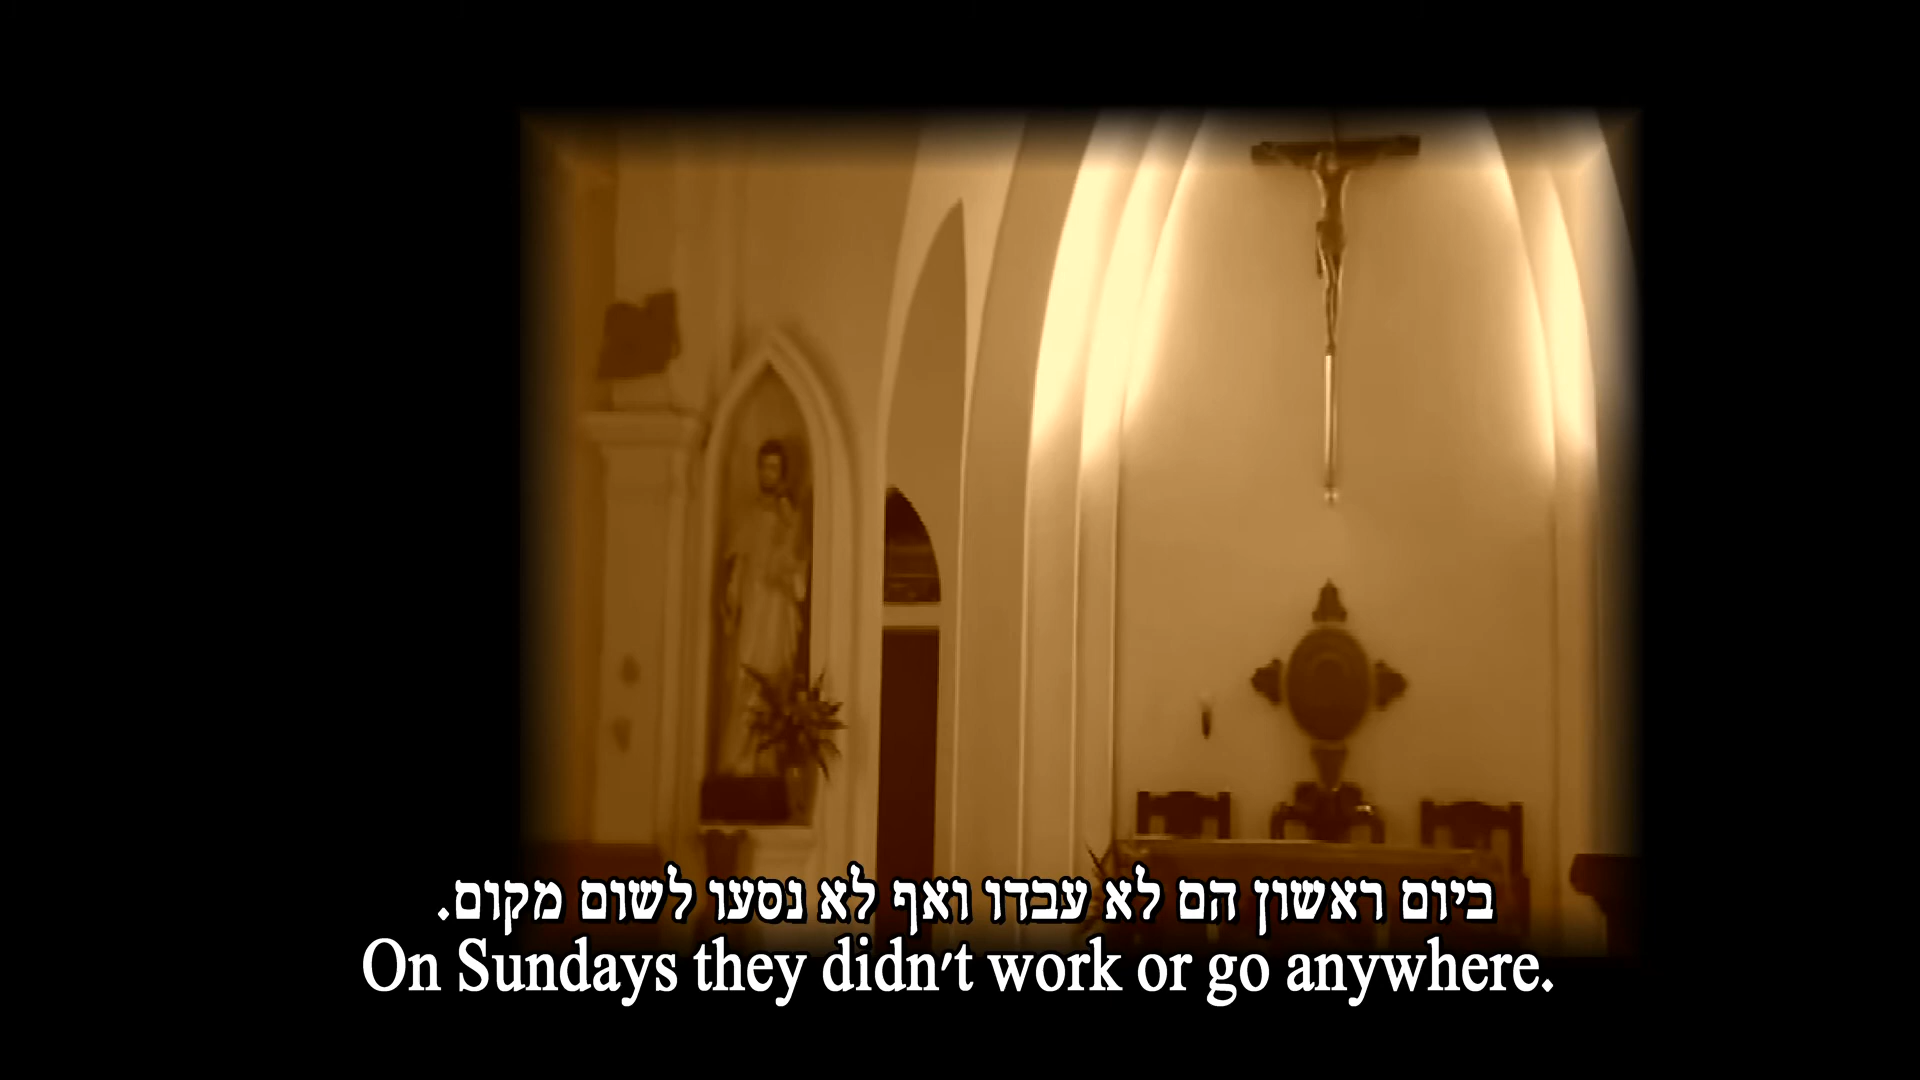 ביום ראשון הם לא עבדו ואף לא נסעו לשום מקום.
On Sundays they didn't work or go anywhere.